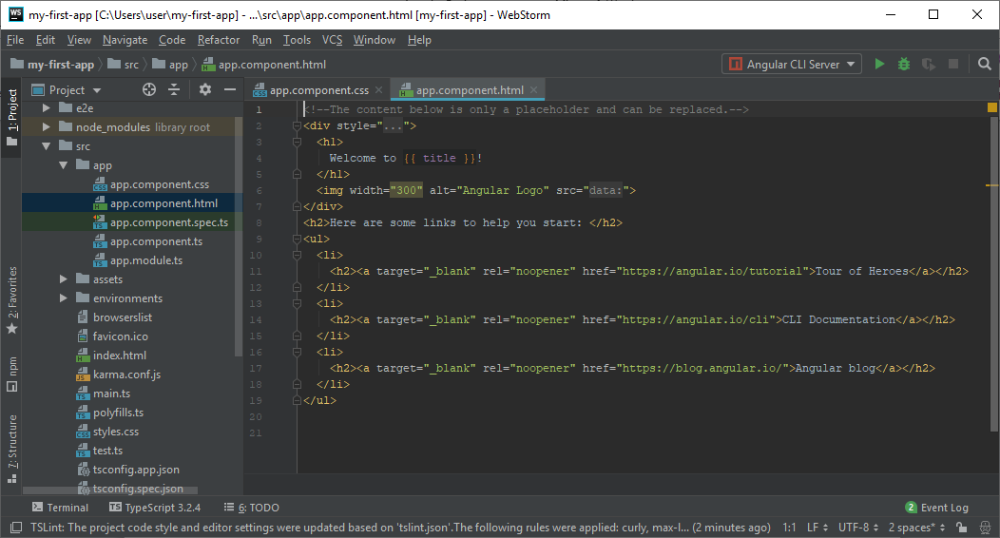 WS my-first-app [C:\Users\user\my-first-app] - ...\src\app\app.component.html [my-first-app] - WebStorm
File Edit View Navigate Code Refactor Run Tools VCS Window Help
my-first-app src app app.component.html Angular CLI Server
1: Project
2: Favorites
npm
7: Structure
Project
e2e
node_modules library root
src
app
app.component.css
app.component.html
app.component.spec.ts
app.component.ts
app.module.ts
assets
environments
browserslist
favicon.ico
index.html
karma.conf.js
main.ts
polyfills.ts
styles.css
test.ts
tsconfig.app.json
tsconfig.spec.json
app.component.css app.component.html
1 <!--The content below is only a placeholder and can be replaced.-->
2 <div style="...">
3 <h1>
4 Welcome to {{ title }}!
5 </h1>
6 <img width="300" alt="Angular Logo" src="data:">
7 </div>
8 <h2>Here are some links to help you start: </h2>
9 <ul>
10 <li>
11 <h2><a target="_blank" rel="noopener" href="https://angular.io/tutorial">Tour of Heroes</a></h2>
12 </li>
13 <li>
14 <h2><a target="_blank" rel="noopener" href="https://angular.io/cli">CLI Documentation</a></h2>
15 </li>
16 <li>
17 <h2><a target="_blank" rel="noopener" href="https://blog.angular.io/">Angular blog</a></h2>
18 </li>
19 </ul>
20
21
Terminal TypeScript 3.2.4 6: TODO 2 Event Log
TSLint: The project code style and editor settings were updated based on 'tslint.json'.The following rules were applied: curly, max-l... (2 minutes ago) 1:1 LF UTF-8 2 spaces*